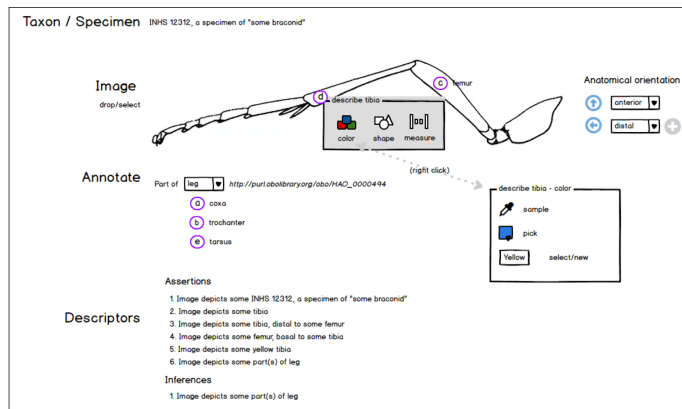 Taxon / Specimen INHS 12312, a specimen of "some braconid"
Image
drop/select
c femur
d
describe tibia
color shape measure
(right click)
Anatomical orientation
anterior
distal
Annotate
Part of leg http://purl.obolibrary.org/obo/HAO_0000494
a coxa
b trochanter
e tarsus
describe tibia - color
sample
pick
Yellow select/new
Descriptors
Assertions
1. Image depicts some INHS 12312, a specimen of "some braconid"
2. Image depicts some tibia
3. Image depicts some tibia, distal to some femur
4. Image depicts some femur, basal to some tibia
5. Image depicts some yellow tibia
6. Image depicts some part(s) of leg
Inferences
1. Image depicts some part(s) of leg